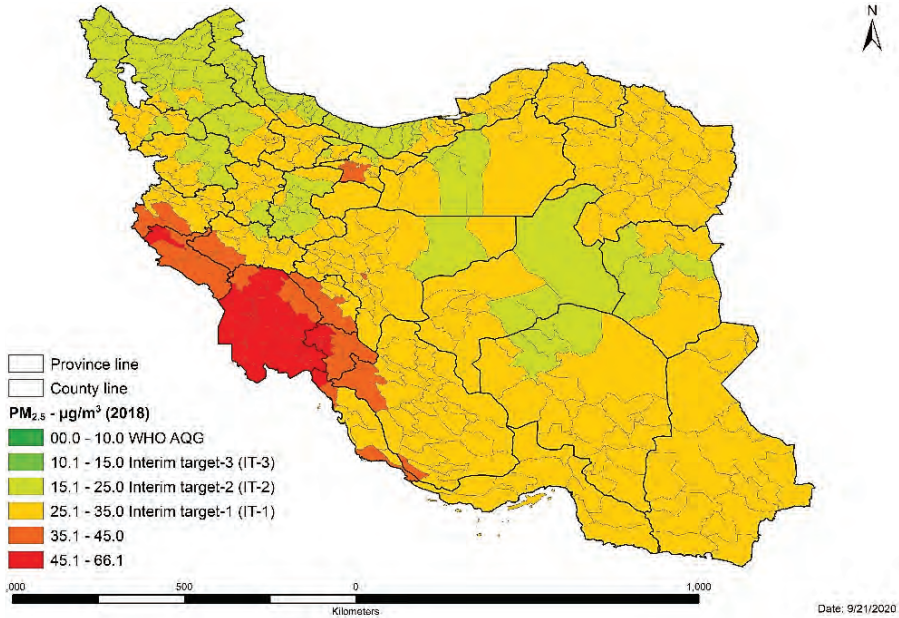 N
Province line
County line
PM2.5 - µg/m³ (2018)
00.0 - 10.0 WHO AQG
10.1 - 15.0 Interim target-3 (IT-3)
15.1 - 25.0 Interim target-2 (IT-2)
25.1 - 35.0 Interim target-1 (IT-1)
35.1 - 45.0
45.1 - 66.1
,000 500 0 1,000
Kilometers
Date: 9/21/2020